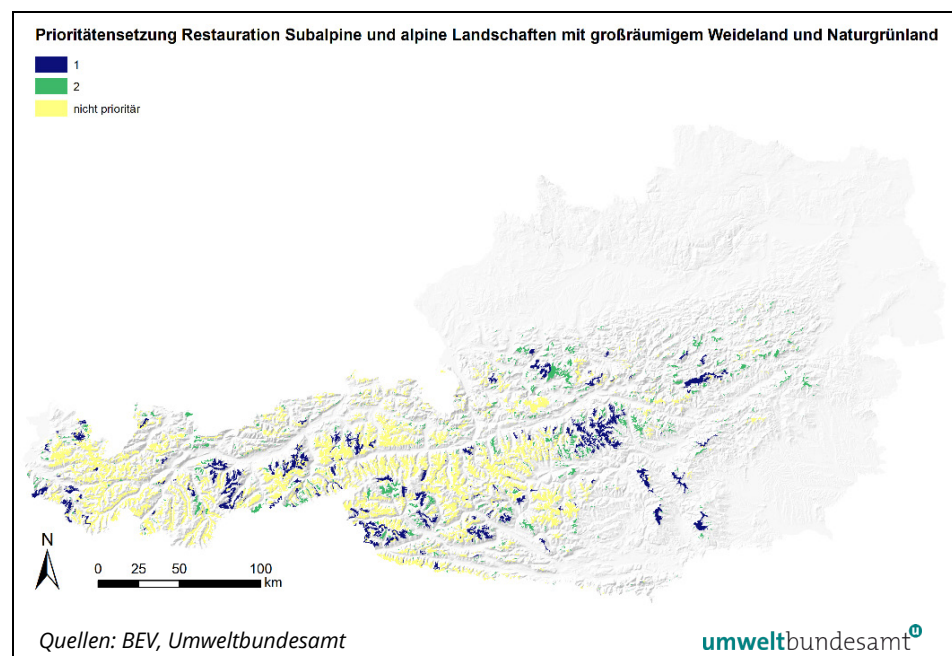 Prioritätensetzung Restauration Subalpine und alpine Landschaften mit großräumigem Weideland und Naturgrünland
1
2
nicht prioritär
N
0 25 50 100
km
Quellen: BEV, Umweltbundesamt
umweltbundesamt u